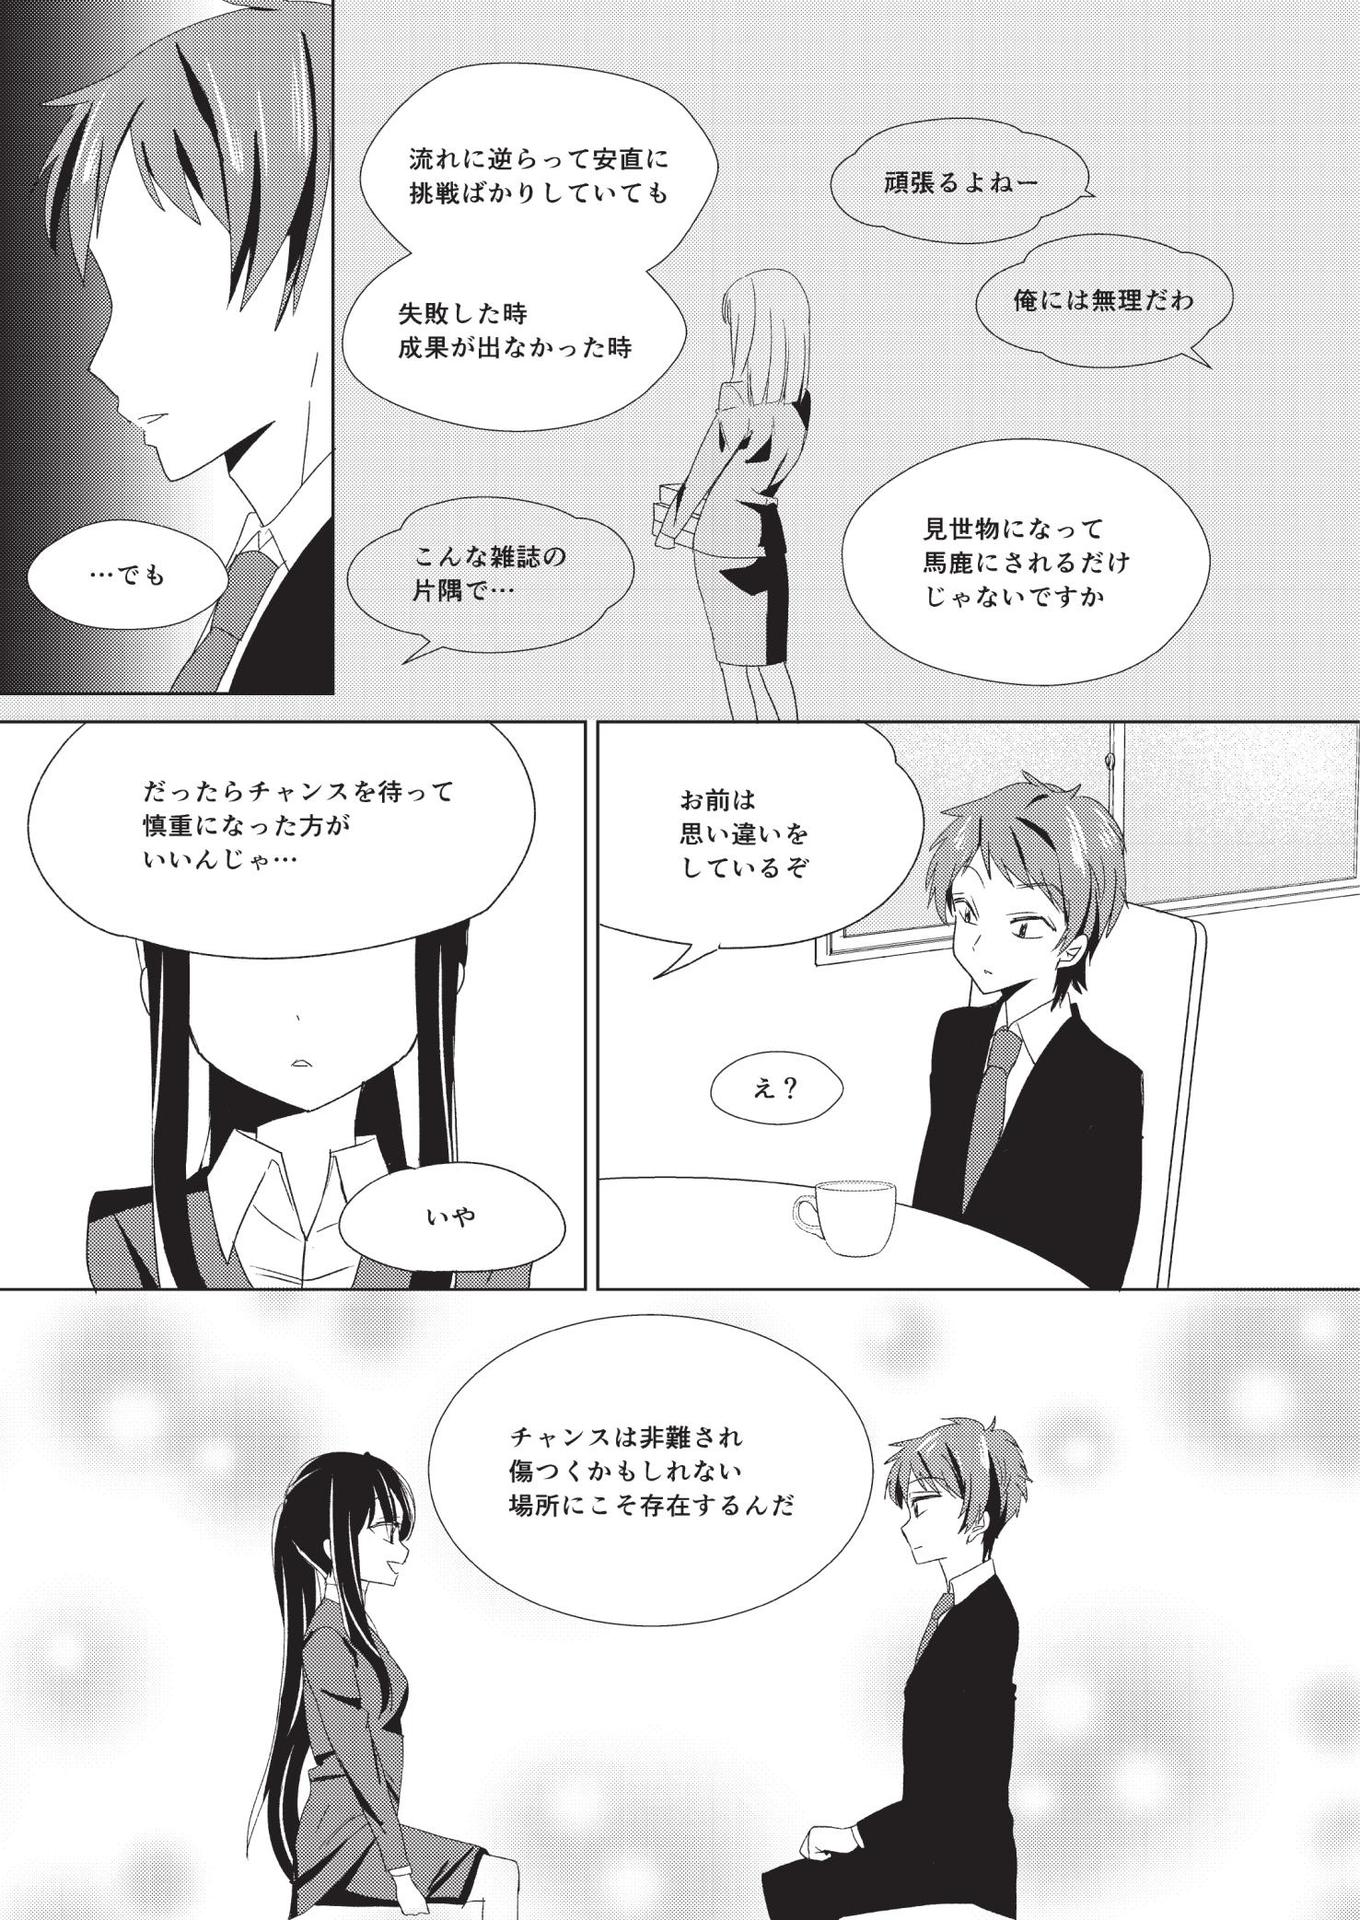 …でも
流れに逆らって安直に
挑戦ばかりしていても
失敗した時
成果が出なかった時
頑張るよねー
俺には無理だわ
こんな雑誌の
片隅で…
見世物になって
馬鹿にされるだけ
じゃないですか
だったらチャンスを待って
慎重になった方が
いいんじゃ…
いや
お前は
思い違いを
しているぞ
え？
チャンスは非難され
傷つくかもしれない
場所にこそ存在するんだ